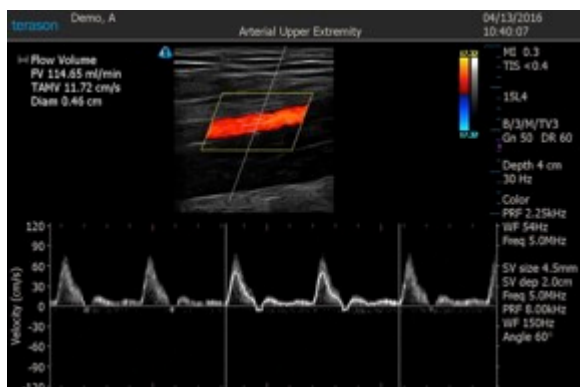 terason
Demo, A
Arterial Upper Extremity
04/13/2016
10:40:07
Flow Volume
FV 114.65 ml/min
TAMV 11.72 cm/s
Diam 0.46 cm
MI 0.3
TIS <0.4
15L4
B/3/M/TV3
Gn 50 DR 60
Depth 4 cm
30 Hz
Color
PRF 2.25kHz
WF 54Hz
Freq 5.0MHz
SV size 4.5mm
SV dep 2.0cm
Freq 5.0MHz
PRF 8.00kHz
WF 150Hz
Angle 60°
Velocity (cm/s)
120
90
60
30
0
-30
-60
-90